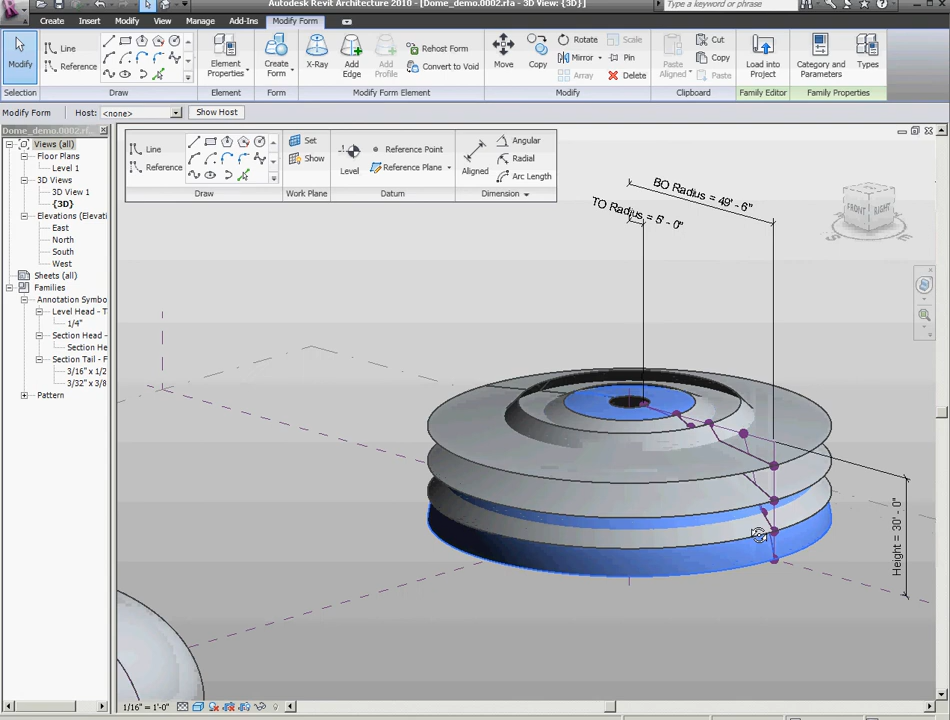 Autodesk Revit Architecture 2010 - [Dome_demo.0002.rfa - 3D View: {3D}]
Type a keyword or phrase
Create Insert Modify View Manage Add-Ins Modify Form
Modify
Line
Reference
Element Properties
Create Form
X-Ray
Add Edge
Add Profile
Rehost Form
Convert to Void
Move
Copy
Rotate
Mirror
Array
Scale
Pin
Delete
Paste Aligned
Cut
Copy
Paste
Load into Project
Category and Parameters
Types
Selection Draw Element Form Modify Form Element Modify Clipboard Family Editor Family Properties
Modify Form Host: <none> Show Host
Dome_demo.0002.rf...
Views (all)
Floor Plans
Level 1
3D Views
3D View 1
{3D}
Elevations (Elevati
East
North
South
West
Sheets (all)
Families
Annotation Symbo
Level Head - T
1/4"
Section Head -
Section He
Section Tail - F
3/16" x 1/2
3/32" x 3/8
Pattern
Line
Reference
Set
Show
Level
Reference Point
Reference Plane
Aligned
Angular
Radial
Arc Length
Draw Work Plane Datum Dimension
BO Radius = 49' - 6"
TO Radius = 5' - 0"
FRONT RIGHT
Height = 30' - 0"
1/16" = 1'-0"